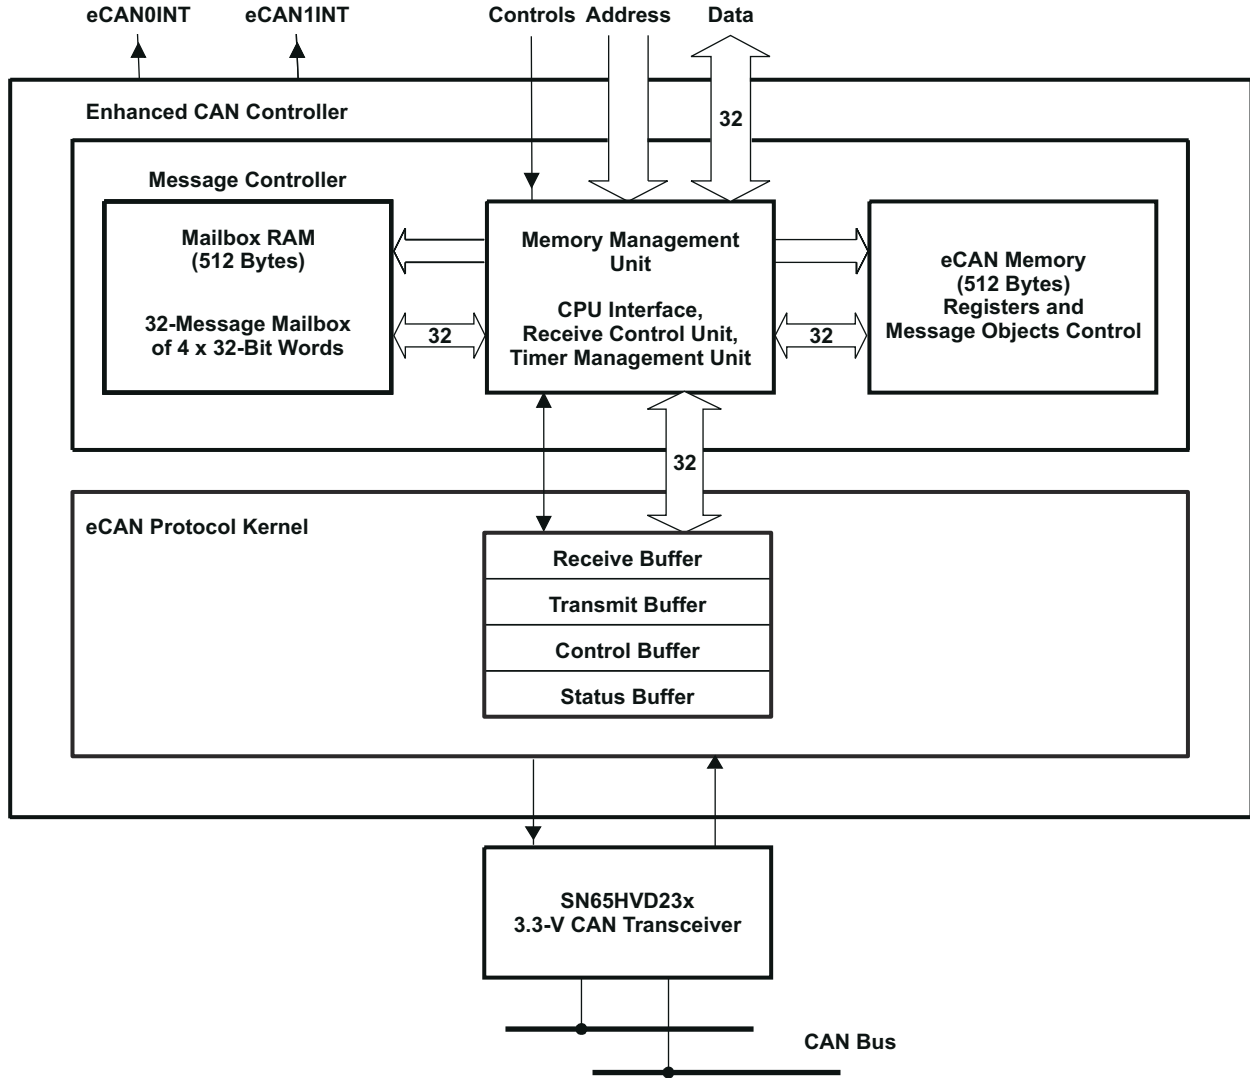 eCAN0INT
eCAN1INT
Controls
Address
Data
Enhanced CAN Controller
32
Message Controller
Mailbox RAM
(512 Bytes)
32-Message Mailbox
of 4 x 32-Bit Words
32
Memory Management
Unit
CPU Interface,
Receive Control Unit,
Timer Management Unit
32
eCAN Memory
(512 Bytes)
Registers and
Message Objects Control
32
eCAN Protocol Kernel
Receive Buffer
Transmit Buffer
Control Buffer
Status Buffer
SN65HVD23x
3.3-V CAN Transceiver
CAN Bus